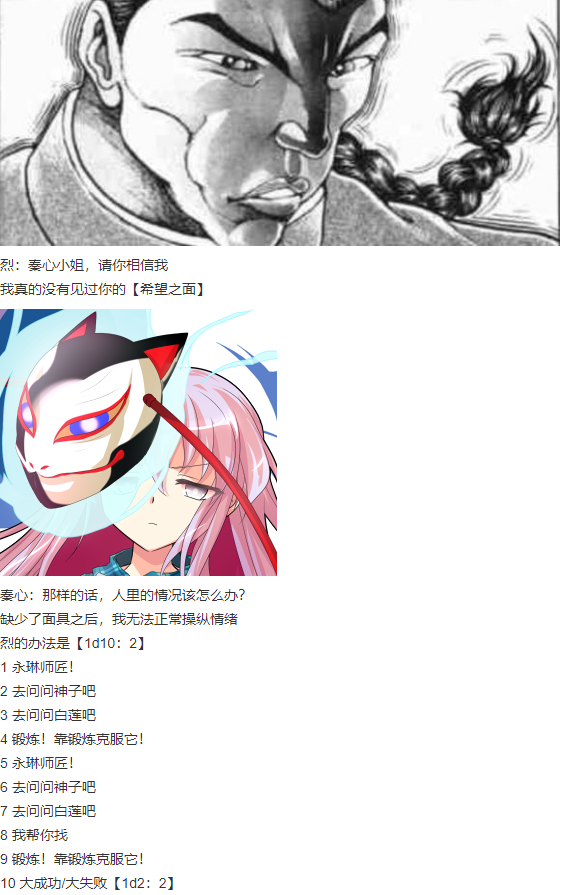 烈：秦心小姐，请你相信我
我真的没有见过你的【希望之面】
秦心：那样的话，人里的情况该怎么办？
缺少了面具之后，我无法正常操纵情绪
烈的办法是【1d10：2】
1 永琳师匠！
2 去问问神子吧
3 去问问白莲吧
4 锻炼！靠锻炼克服它！
5 永琳师匠！
6 去问问神子吧
7 去问问白莲吧
8 我帮你找
9 锻炼！靠锻炼克服它！
10 大成功/大失败【1d2：2】